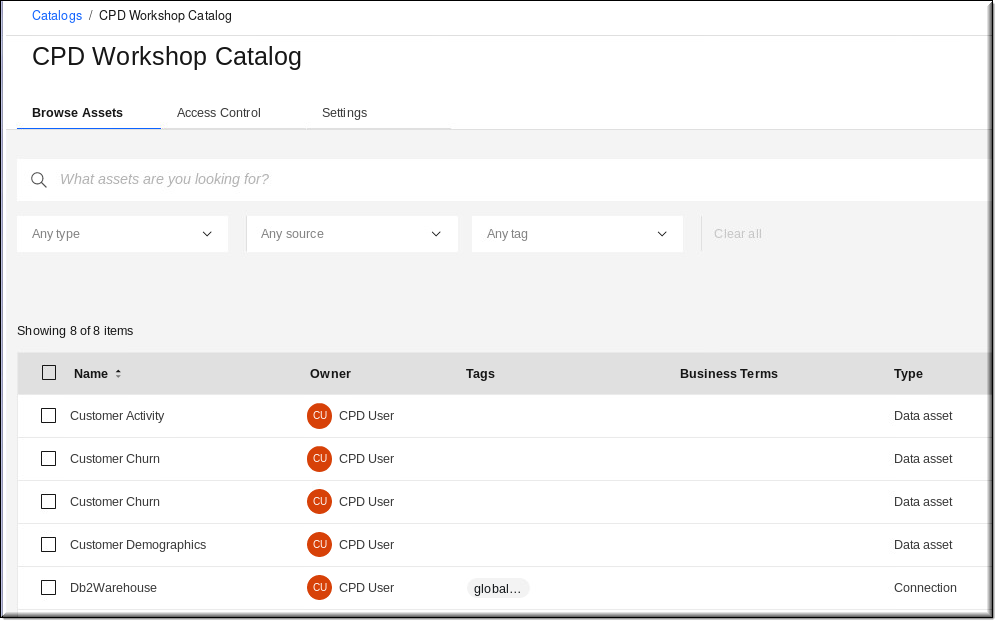 Catalogs / CPD Workshop Catalog
CPD Workshop Catalog
Browse Assets Access Control Settings
What assets are you looking for?
Any type Any source Any tag Clear all
Showing 8 of 8 items
Name Owner Tags Business Terms Type
Customer Activity CU CPD User Data asset
Customer Churn CU CPD User Data asset
Customer Churn CU CPD User Data asset
Customer Demographics CU CPD User Data asset
Db2Warehouse CU CPD User global... Connection